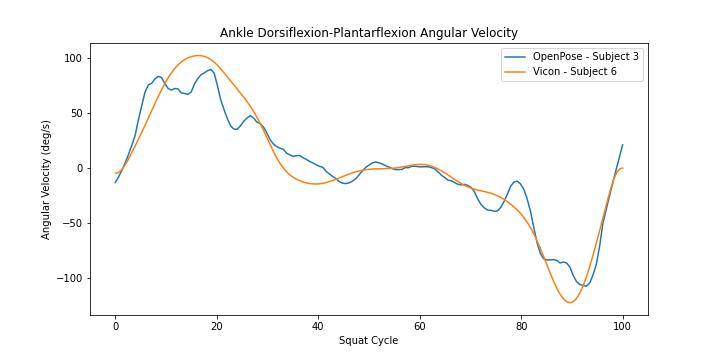 Ankle Dorsiflexion-Plantarflexion Angular Velocity
OpenPose - Subject 3
Vicon - Subject 6
Angular Velocity (deg/s)
100
50
0
−50
−100
0
20
40
60
80
100
Squat Cycle